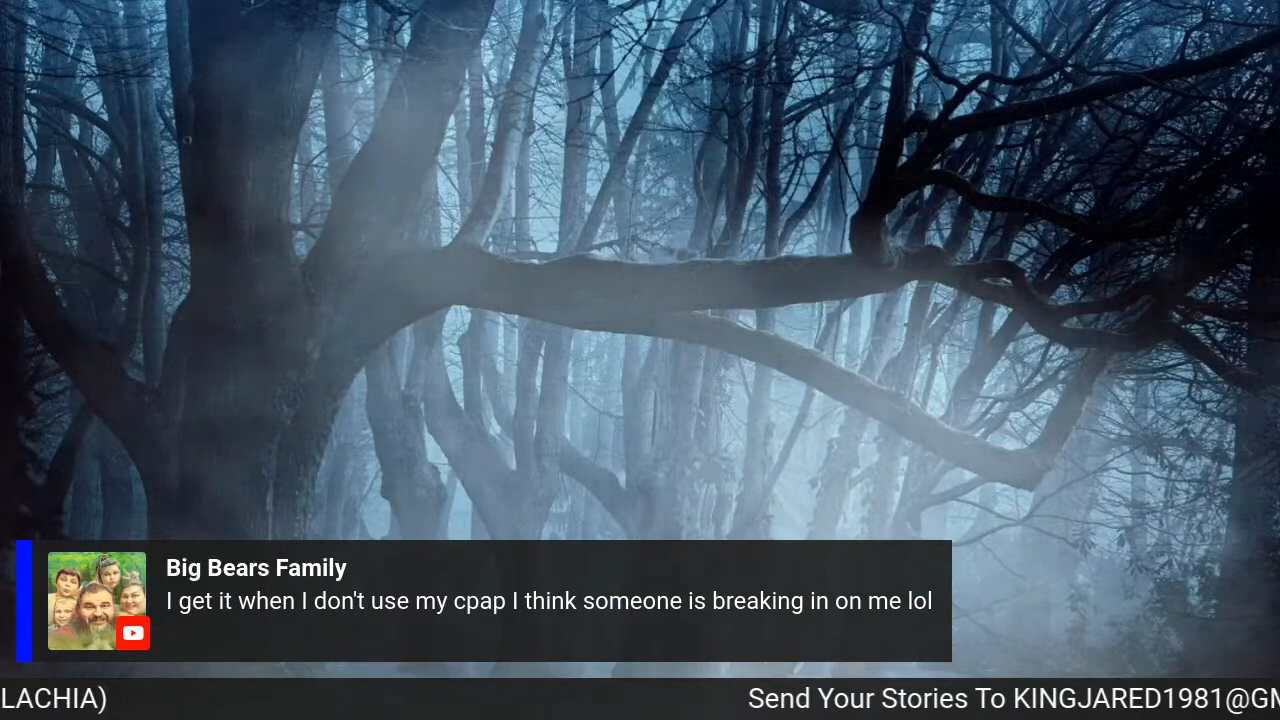 Big Bears Family
I get it when I don't use my cpap I think someone is breaking in on me lol
LACHIA) Send Your Stories To KINGJARED1981@GM